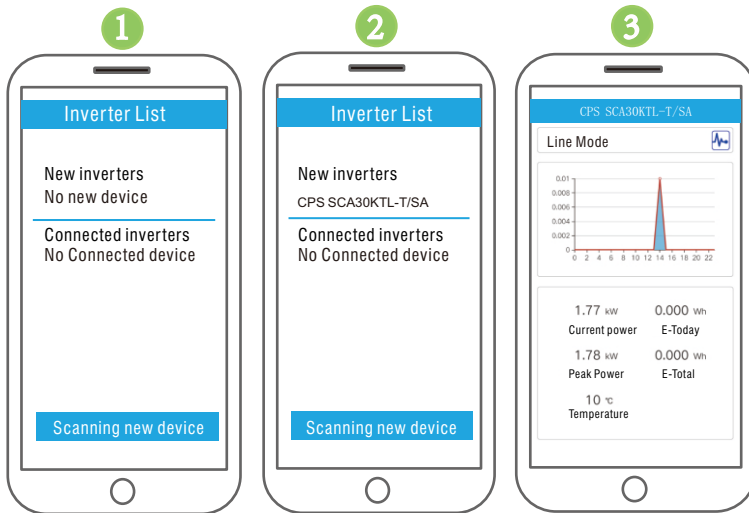 1
Inverter List
New inverters
No new device
Connected inverters
No Connected device
Scanning new device
2
Inverter List
New inverters
CPS SCA30KTL-T/SA
Connected inverters
No Connected device
Scanning new device
3
CPS SCA30KTL-T/SA
Line Mode
0.01
0.008
0.006
0.004
0.002
0
0 2 4 6 8 10 12 14 16 18 20 22
1.77 kW 0.000 Wh
Current power E-Today
1.78 kW 0.000 Wh
Peak Power E-Total
10 ℃
Temperature